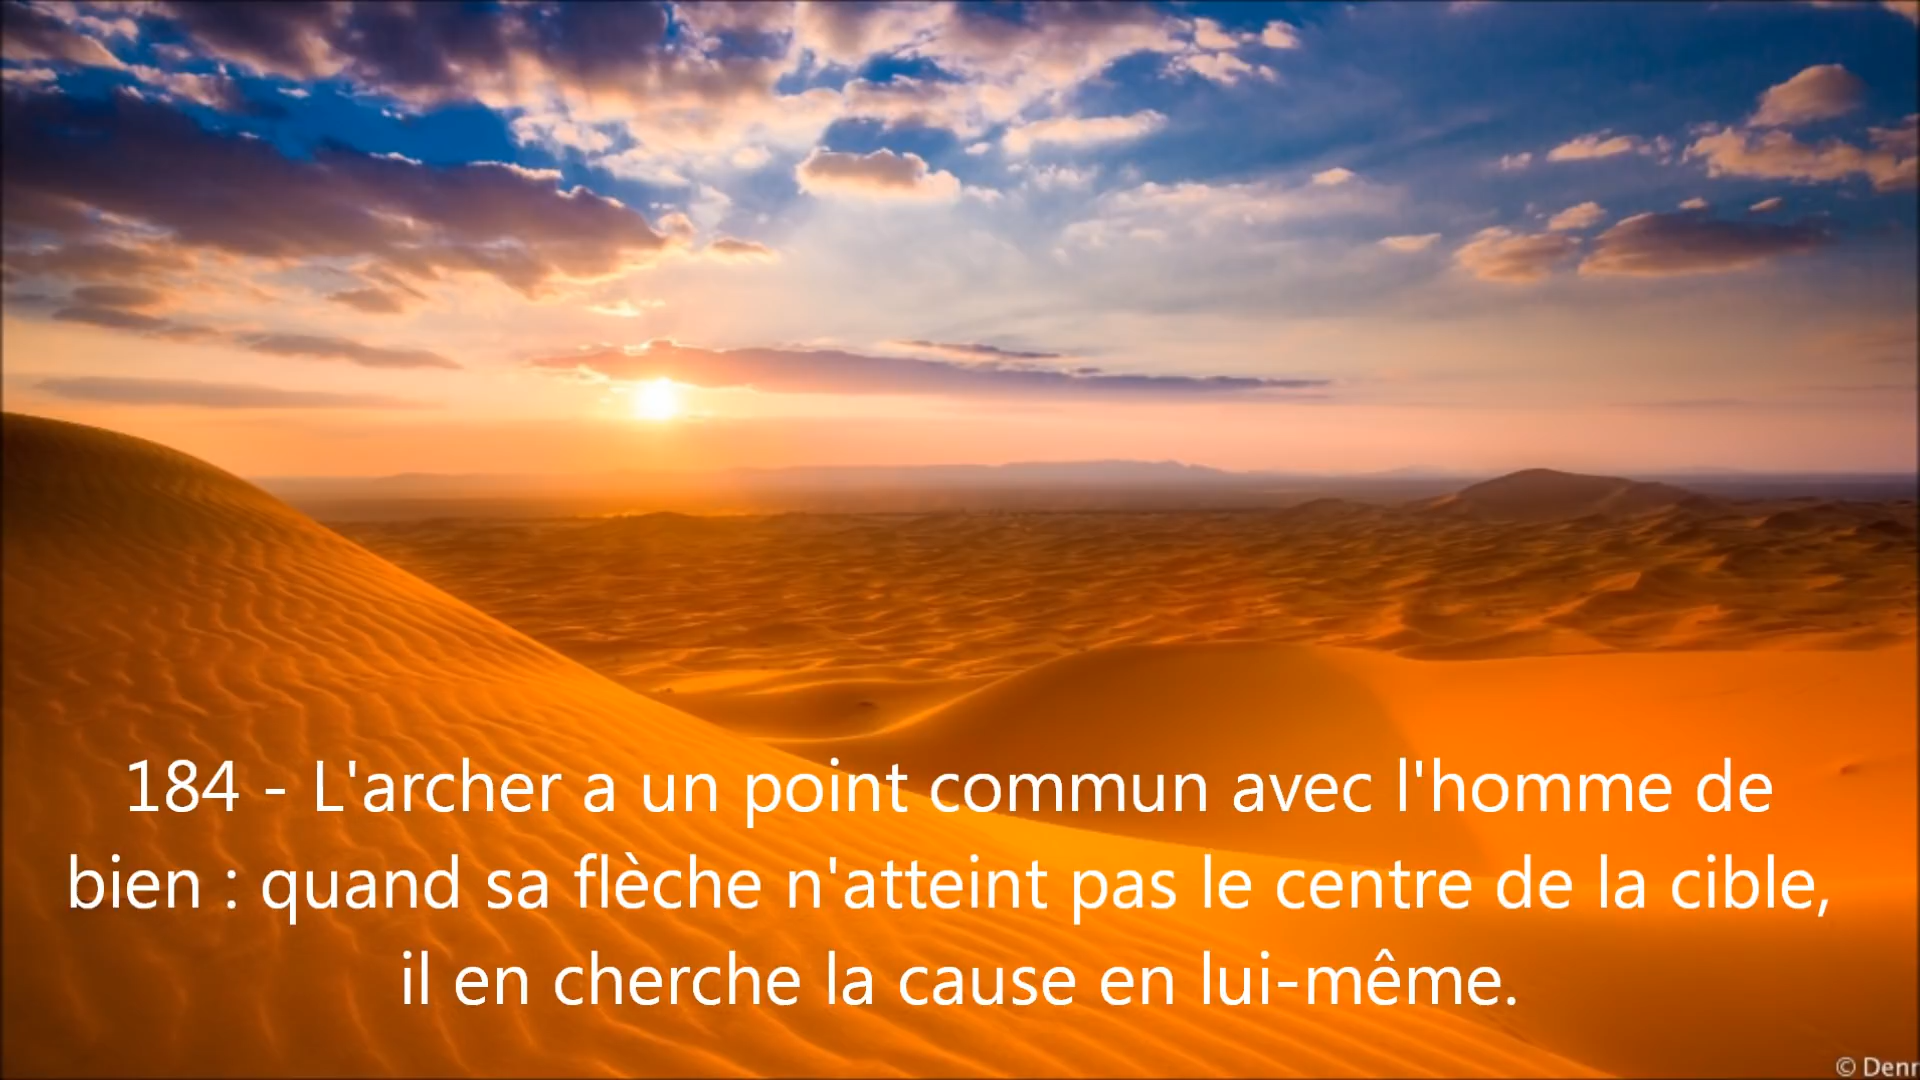 184 - L'archer a un point commun avec l'homme de
bien : quand sa flèche n'atteint pas le centre de la cible,
il en cherche la cause en lui-même.
©